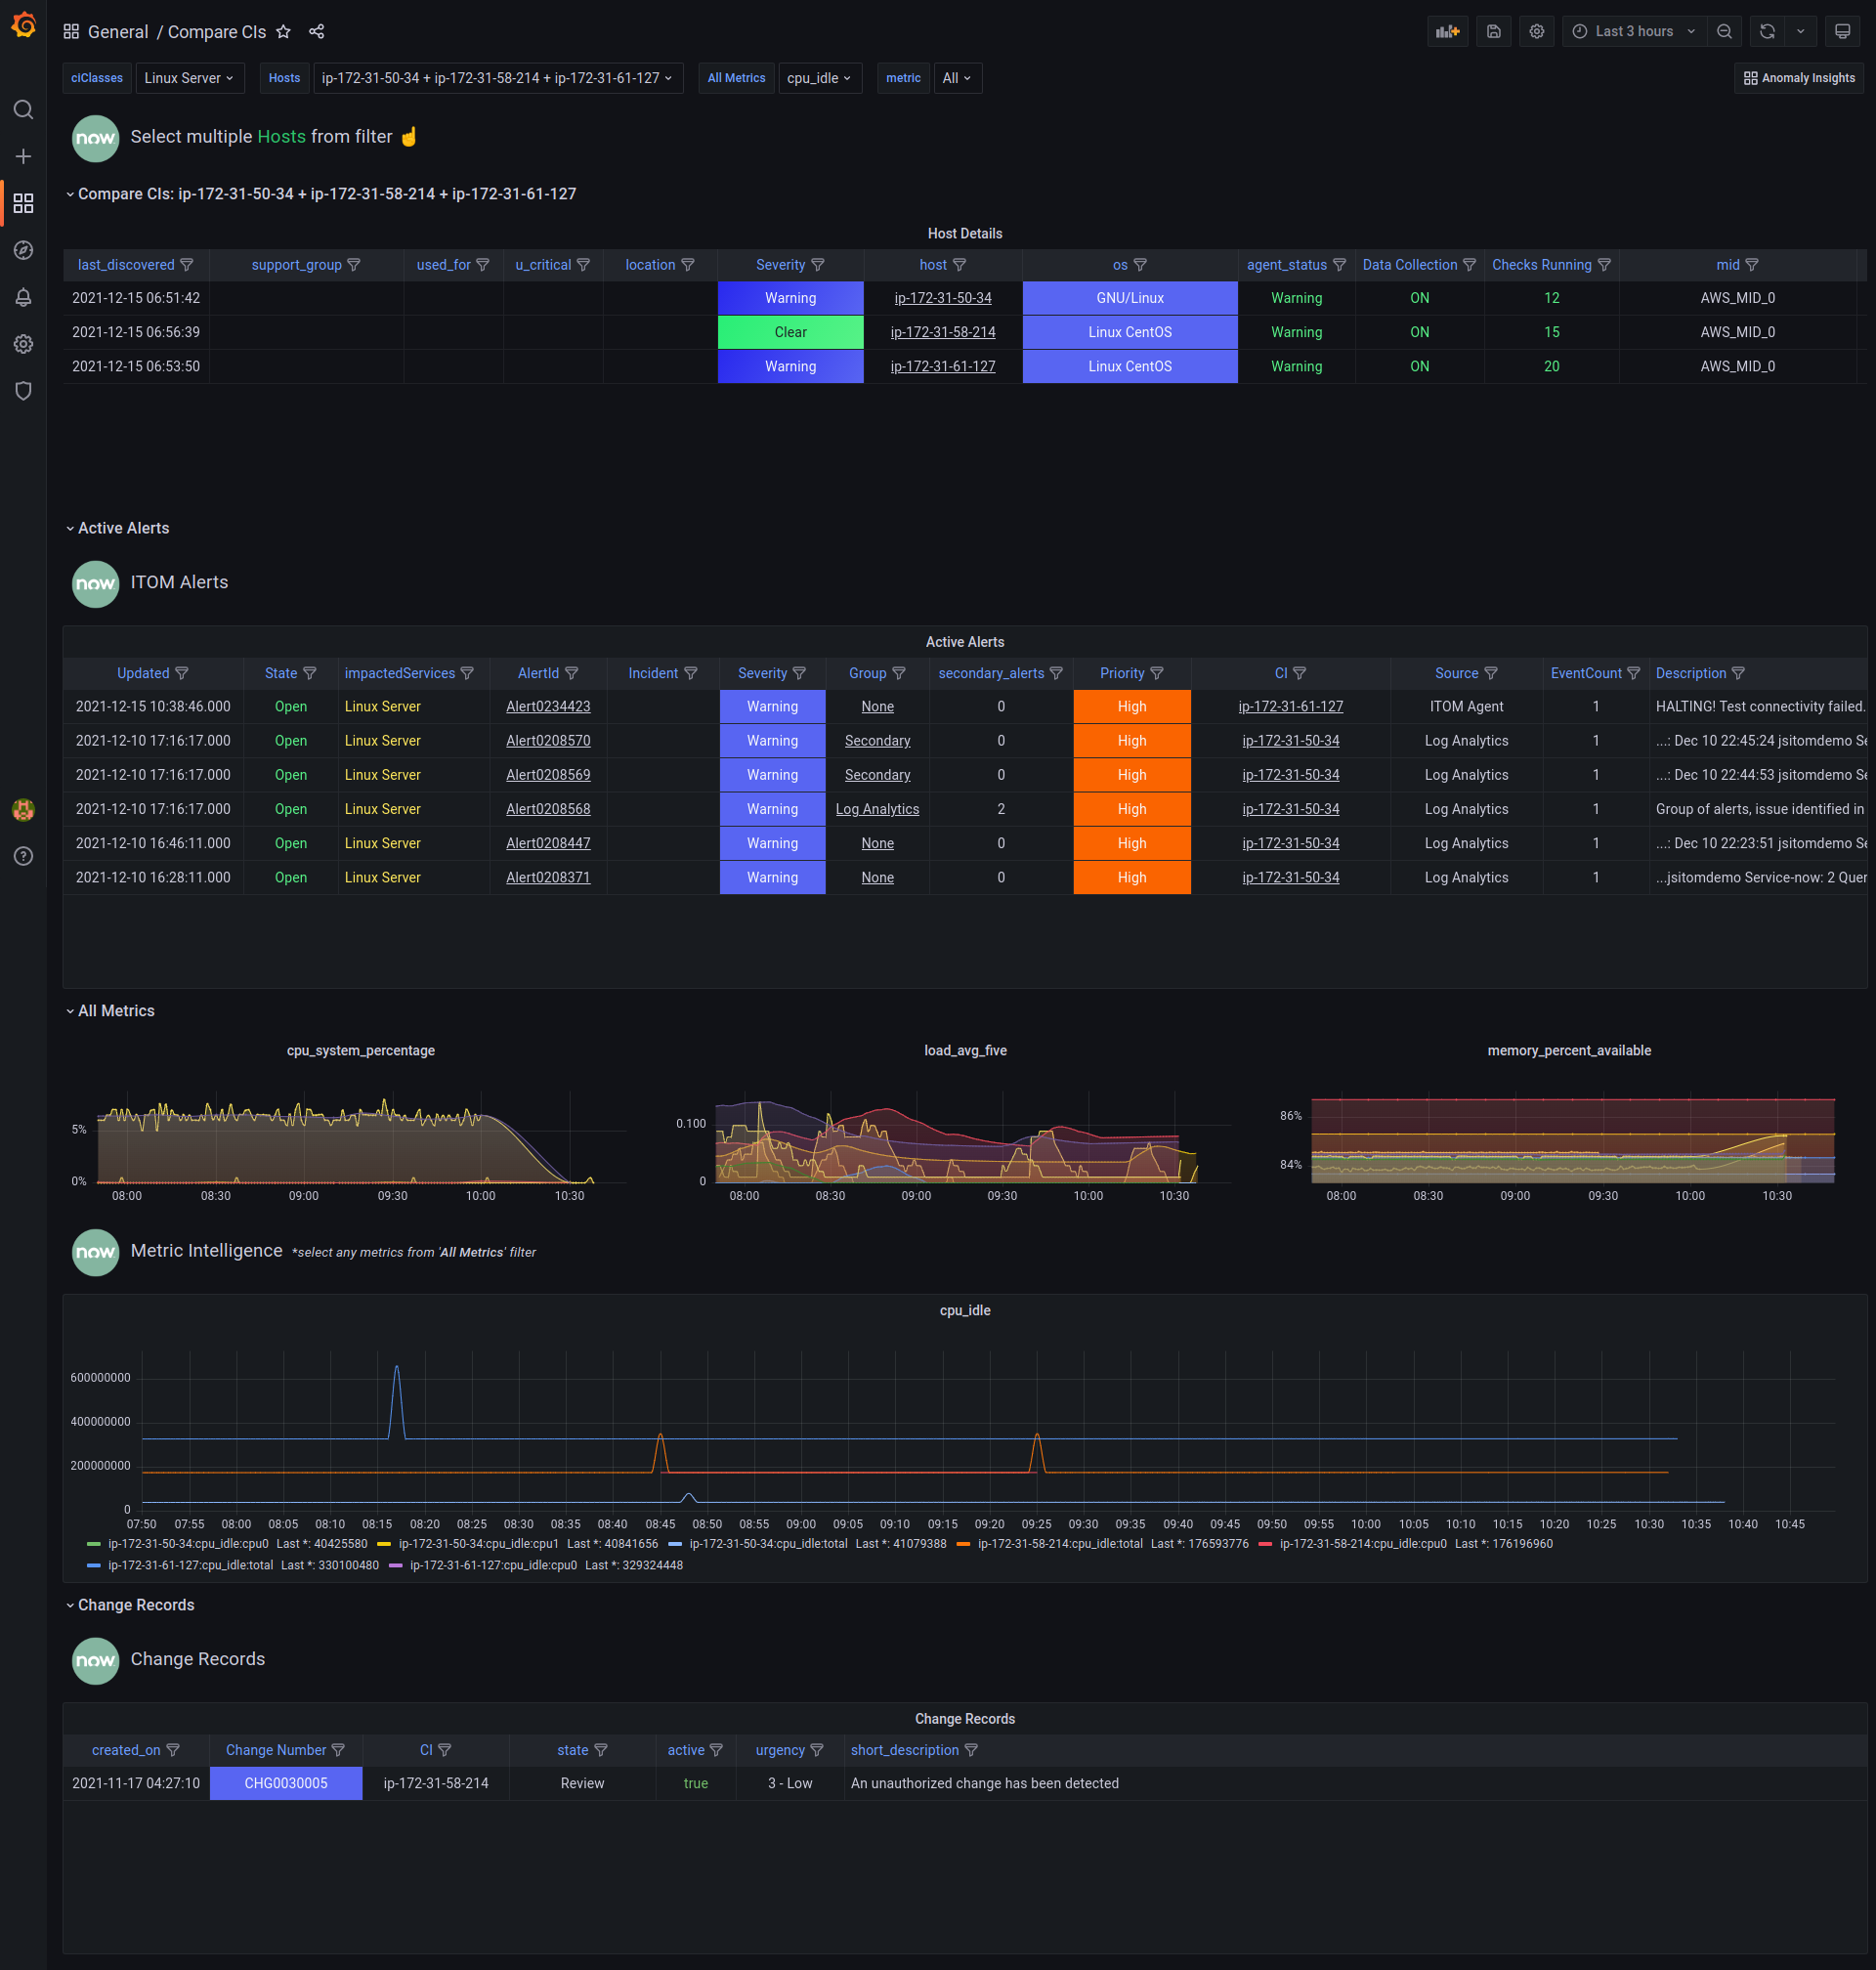 General / Compare CIs
Last 3 hours
ciClasses Linux Server Hosts ip-172-31-50-34 + ip-172-31-58-214 + ip-172-31-61-127 All Metrics cpu_idle metric All Anomaly Insights
now Select multiple Hosts from filter ☝
Compare CIs: ip-172-31-50-34 + ip-172-31-58-214 + ip-172-31-61-127
Host Details
last_discovered support_group used_for u_critical location Severity host os agent_status Data Collection Checks Running mid
2021-12-15 06:51:42 Warning ip-172-31-50-34 GNU/Linux Warning ON 12 AWS_MID_0
2021-12-15 06:56:39 Clear ip-172-31-58-214 Linux CentOS Warning ON 15 AWS_MID_0
2021-12-15 06:53:50 Warning ip-172-31-61-127 Linux CentOS Warning ON 20 AWS_MID_0
Active Alerts
now ITOM Alerts
Active Alerts
Updated State impactedServices AlertId Incident Severity Group secondary_alerts Priority CI Source EventCount Description
2021-12-15 10:38:46.000 Open Linux Server Alert0234423 Warning None 0 High ip-172-31-61-127 ITOM Agent 1 HALTING! Test connectivity failed.
2021-12-10 17:16:17.000 Open Linux Server Alert0208570 Warning Secondary 0 High ip-172-31-50-34 Log Analytics 1 ...: Dec 10 22:45:24 jsitomdemo Se
2021-12-10 17:16:17.000 Open Linux Server Alert0208569 Warning Secondary 0 High ip-172-31-50-34 Log Analytics 1 ...: Dec 10 22:44:53 jsitomdemo Se
2021-12-10 17:16:17.000 Open Linux Server Alert0208568 Warning Log Analytics 2 High ip-172-31-50-34 Log Analytics 1 Group of alerts, issue identified in
2021-12-10 16:46:11.000 Open Linux Server Alert0208447 Warning None 0 High ip-172-31-50-34 Log Analytics 1 ...: Dec 10 22:23:51 jsitomdemo Se
2021-12-10 16:28:11.000 Open Linux Server Alert0208371 Warning None 0 High ip-172-31-50-34 Log Analytics 1 ...jsitomdemo Service-now: 2 Quer
All Metrics
cpu_system_percentage
5%
0%
08:00 08:30 09:00 09:30 10:00 10:30
load_avg_five
0.100
0
08:00 08:30 09:00 09:30 10:00 10:30
memory_percent_available
86%
84%
08:00 08:30 09:00 09:30 10:00 10:30
now Metric Intelligence *select any metrics from 'All Metrics' filter
cpu_idle
600000000
400000000
200000000
0
07:50 07:55 08:00 08:05 08:10 08:15 08:20 08:25 08:30 08:35 08:40 08:45 08:50 08:55 09:00 09:05 09:10 09:15 09:20 09:25 09:30 09:35 09:40 09:45 09:50 09:55 10:00 10:05 10:10 10:15 10:20 10:25 10:30 10:35 10:40 10:45
ip-172-31-50-34:cpu_idle:cpu0 Last *: 40425580 ip-172-31-50-34:cpu_idle:cpu1 Last *: 40841656 ip-172-31-50-34:cpu_idle:total Last *: 41079388 ip-172-31-58-214:cpu_idle:total Last *: 176593776 ip-172-31-58-214:cpu_idle:cpu0 Last *: 176196960
ip-172-31-61-127:cpu_idle:total Last *: 330100480 ip-172-31-61-127:cpu_idle:cpu0 Last *: 329324448
Change Records
now Change Records
Change Records
created_on Change Number CI state active urgency short_description
2021-11-17 04:27:10 CHG0030005 ip-172-31-58-214 Review true 3 - Low An unauthorized change has been detected